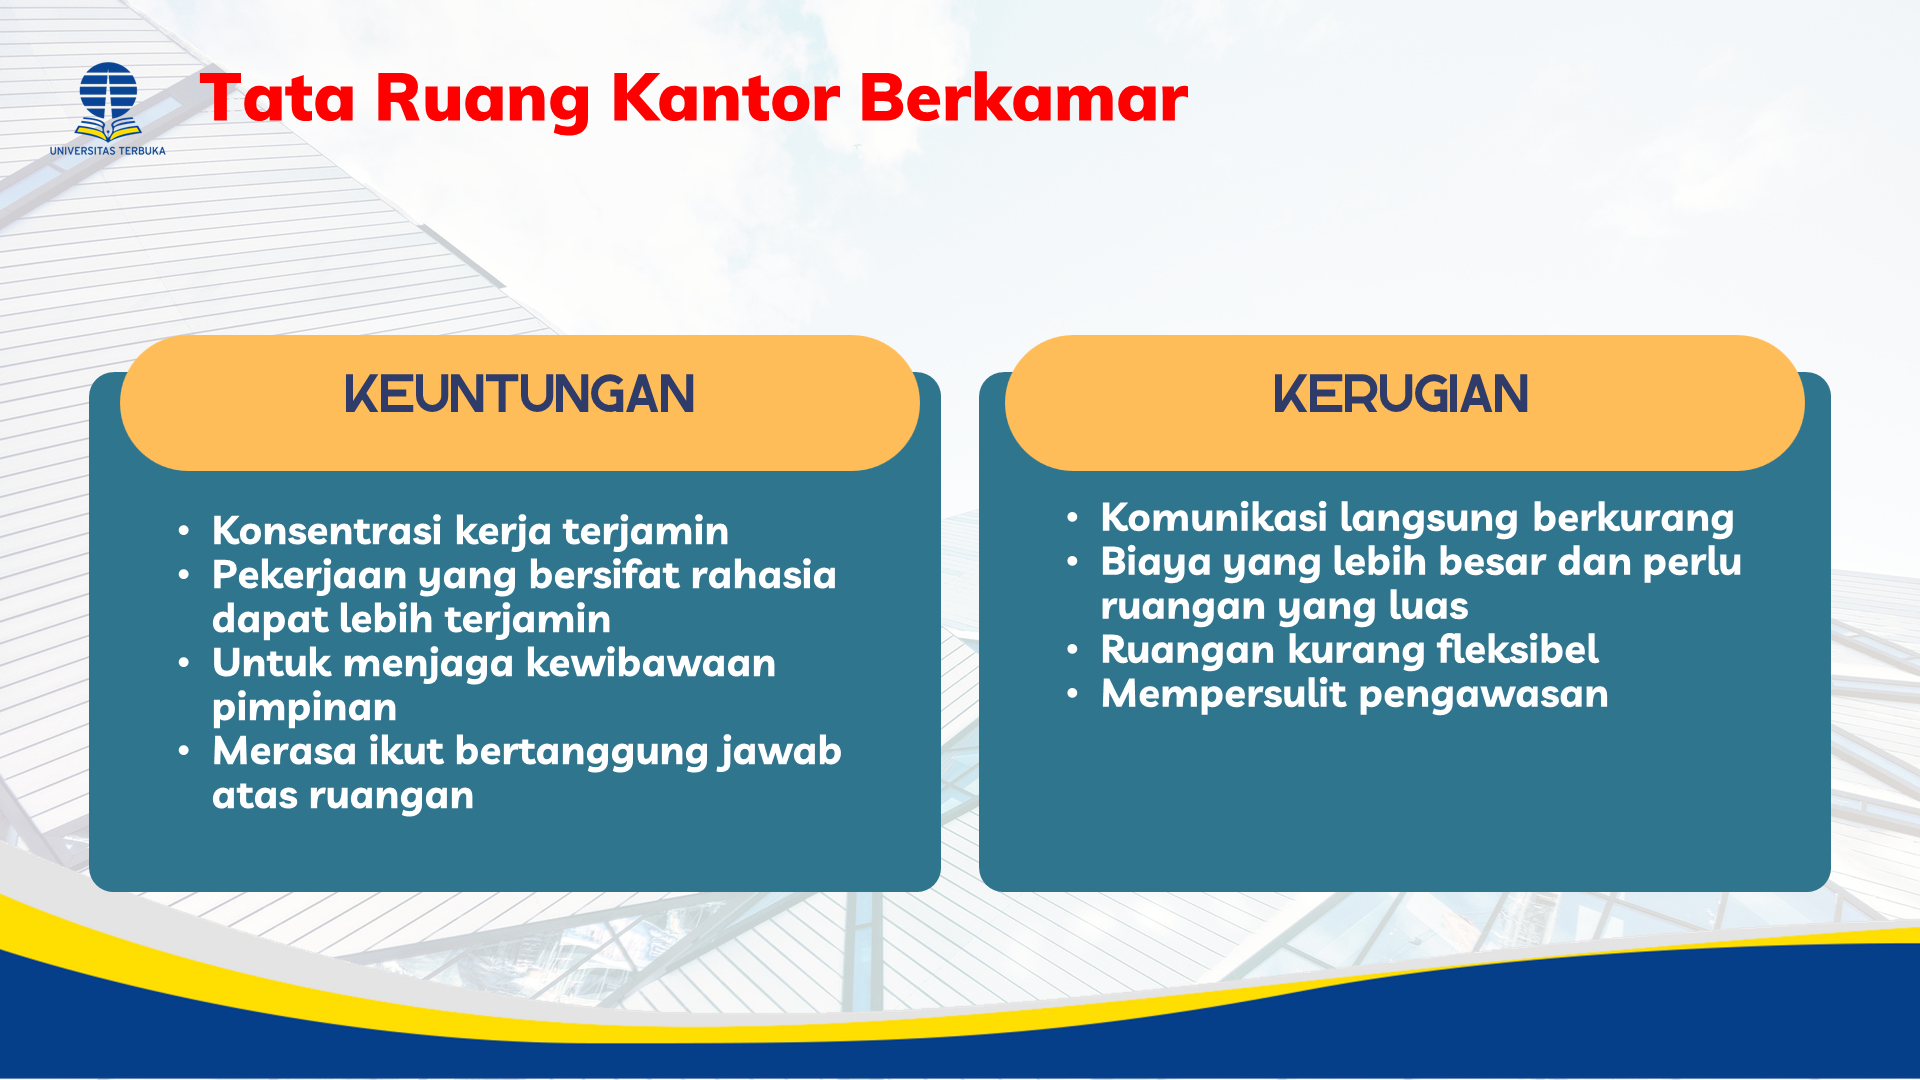 UNIVERSITAS TERBUKA
Tata Ruang Kantor Berkamar
KEUNTUNGAN
• Konsentrasi kerja terjamin
• Pekerjaan yang bersifat rahasia
dapat lebih terjamin
• Untuk menjaga kewibawaan
pimpinan
• Merasa ikut bertanggung jawab
atas ruangan
KERUGIAN
• Komunikasi langsung berkurang
• Biaya yang lebih besar dan perlu
ruangan yang luas
• Ruangan kurang fleksibel
• Mempersulit pengawasan